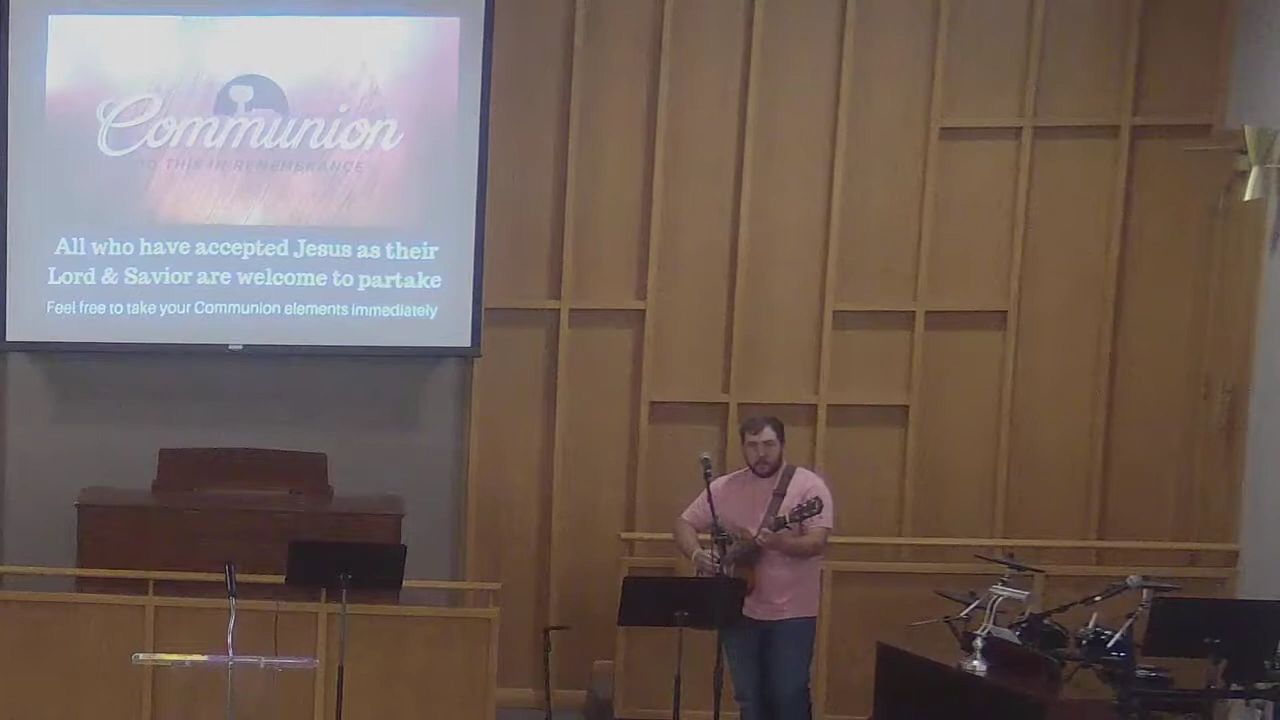 Communion
DO THIS IN REMEMBRANCE
All who have accepted Jesus as their
Lord & Savior are welcome to partake
Feel free to take your Communion elements immediately